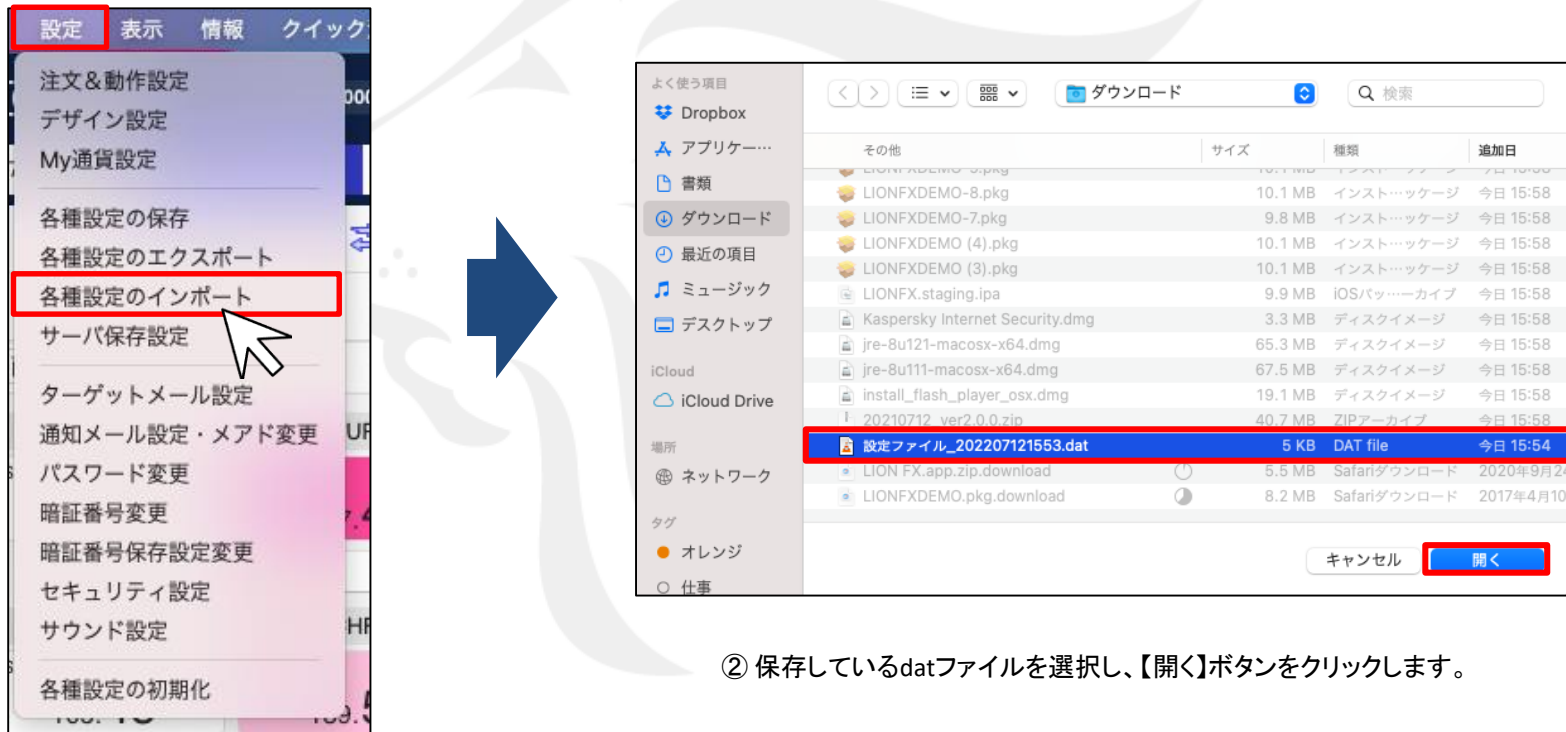 設定 表示 情報 クイック
注文＆動作設定
デザイン設定
My通貨設定
各種設定の保存
各種設定のエクスポート
各種設定のインポート
サーバ保存設定
ターゲットメール設定
通知メール設定・メアド変更
パスワード変更
暗証番号変更
暗証番号保存設定変更
セキュリティ設定
サウンド設定
各種設定の初期化
よく使う項目
Dropbox
アプリケー…
書類
ダウンロード
最近の項目
ミュージック
デスクトップ
iCloud
iCloud Drive
場所
ネットワーク
タグ
オレンジ
仕事
ダウンロード
検索
その他 サイズ 種類 追加日
LIONFXDEMO-8.pkg 10.1 MB インスト…ッケージ 今日 15:58
LIONFXDEMO-7.pkg 9.8 MB インスト…ッケージ 今日 15:58
LIONFXDEMO (4).pkg 10.1 MB インスト…ッケージ 今日 15:58
LIONFXDEMO (3).pkg 10.1 MB インスト…ッケージ 今日 15:58
LIONFX.staging.ipa 9.9 MB iOSパッ…ーカイブ 今日 15:58
Kaspersky Internet Security.dmg 3.3 MB ディスクイメージ 今日 15:58
jre-8u121-macosx-x64.dmg 65.3 MB ディスクイメージ 今日 15:58
jre-8u111-macosx-x64.dmg 67.5 MB ディスクイメージ 今日 15:58
install_flash_player_osx.dmg 19.1 MB ディスクイメージ 今日 15:58
20210712_ver2.0.0.zip 40.7 MB ZIPアーカイブ 今日 15:58
設定ファイル_202207121553.dat 5 KB DAT file 今日 15:54
LION FX.app.zip.download 5.5 MB Safariダウンロード 2020年9月24
LIONFXDEMO.pkg.download 8.2 MB Safariダウンロード 2017年4月10
キャンセル 開く
② 保存しているdatファイルを選択し、【開く】ボタンをクリックします。